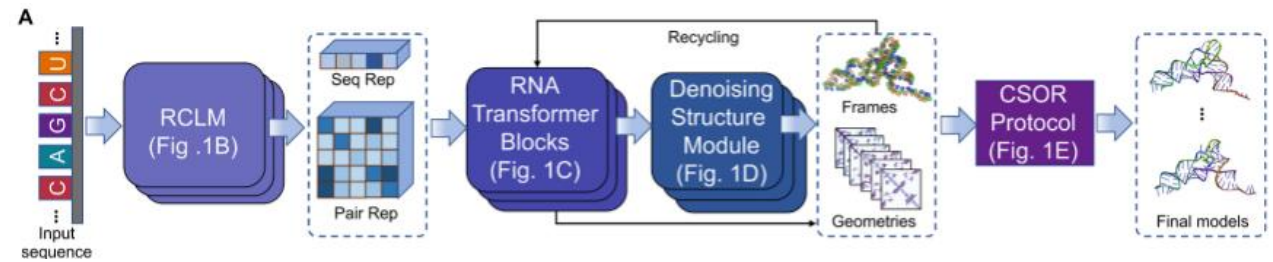 A
...
U
C
G
A
C
...
Input
sequence
RCLM
(Fig .1B)
Seq Rep
Pair Rep
Recycling
RNA
Transformer
Blocks
(Fig. 1C)
Denoising
Structure
Module
(Fig. 1D)
Frames
Geometries
CSOR
Protocol
(Fig. 1E)
...
Final models